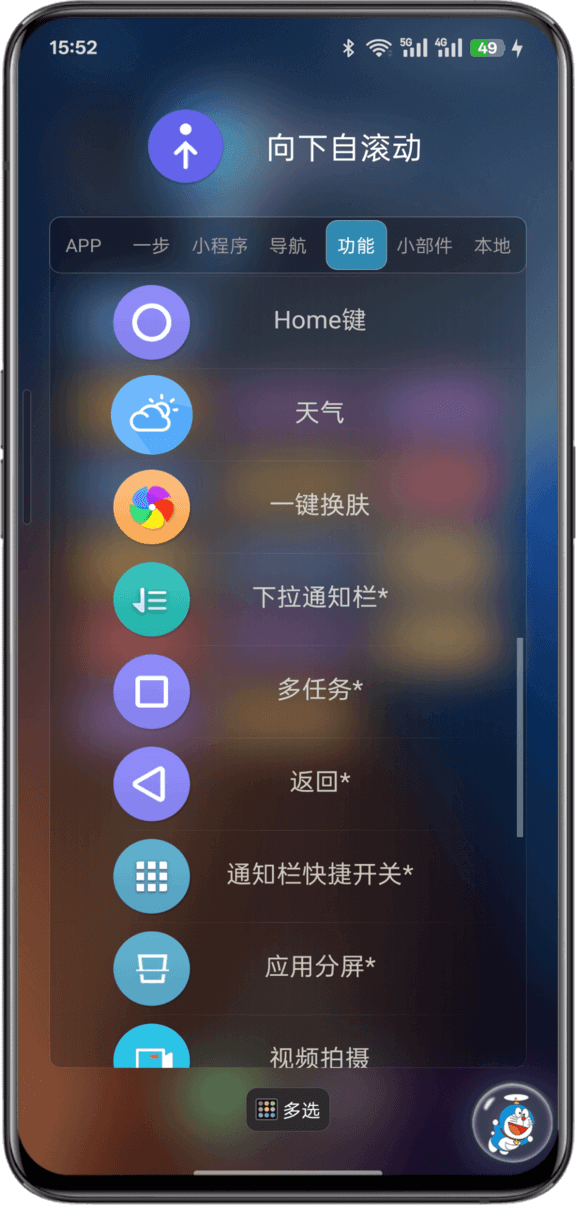 15:52
5G
4G
49
向下自滚动
APP 一步 小程序 导航 功能 小部件 本地
Home键
天气
一键换肤
下拉通知栏*
多任务*
返回*
通知栏快捷开关*
应用分屏*
视频拍摄
多选